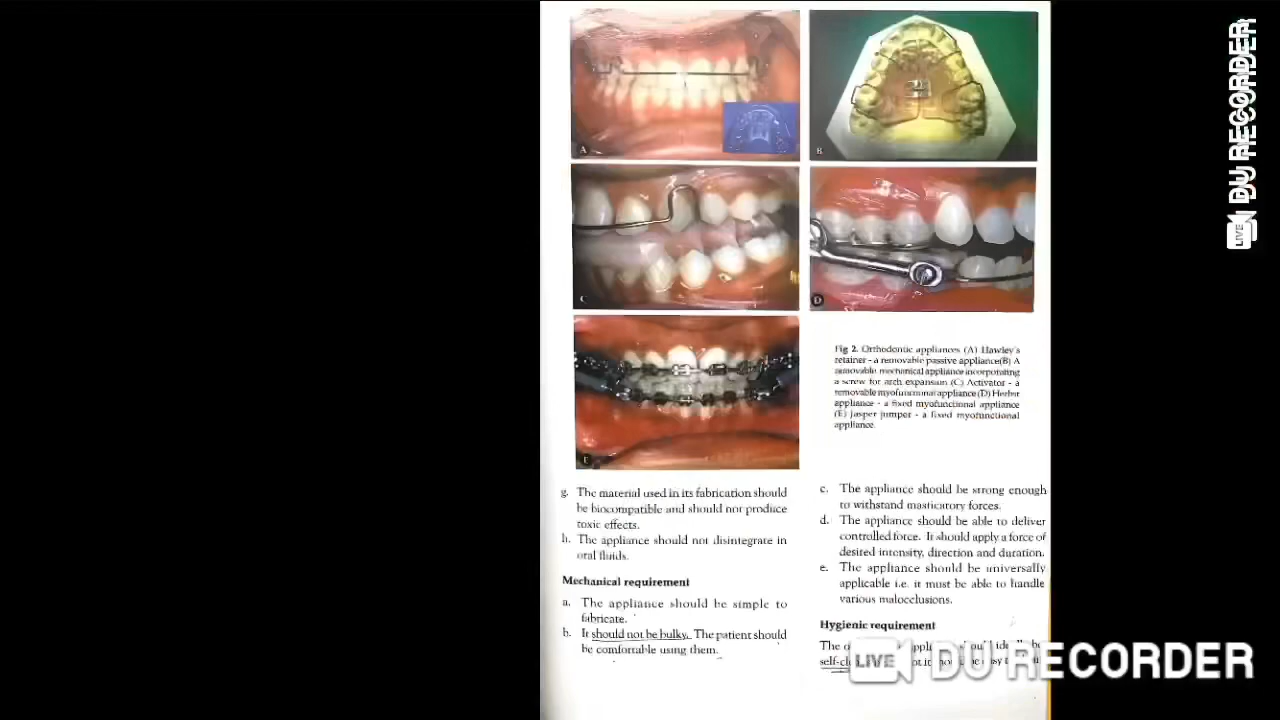 A
B
C
D
E
Fig 2. Orthodontic appliances (A) Hawley's
retainer - a removable passive appliance(B) A
removable mechanical appliance incorporating
a screw for arch expansion (C) Activator - a
removable myofunctional appliance (D) Herbst
appliance - a fixed myofunctional appliance
(E) Jasper jumper - a fixed myofunctional
appliance.
g. The material used in its fabrication should
be biocompatible and should not produce
toxic effects.
h. The appliance should not disintegrate in
oral fluids.
Mechanical requirement
a. The appliance should be simple to
fabricate.
b. It should not be bulky. The patient should
be comfortable using them.
c. The appliance should be strong enough
to withstand masticatory forces.
d. The appliance should be able to deliver
controlled force. It should apply a force of
desired intensity, direction and duration.
e. The appliance should be universally
applicable i.e. it must be able to handle
various malocclusions.
Hygienic requirement
The
LIVE DU RECORDER
LIVE DU RECORDER